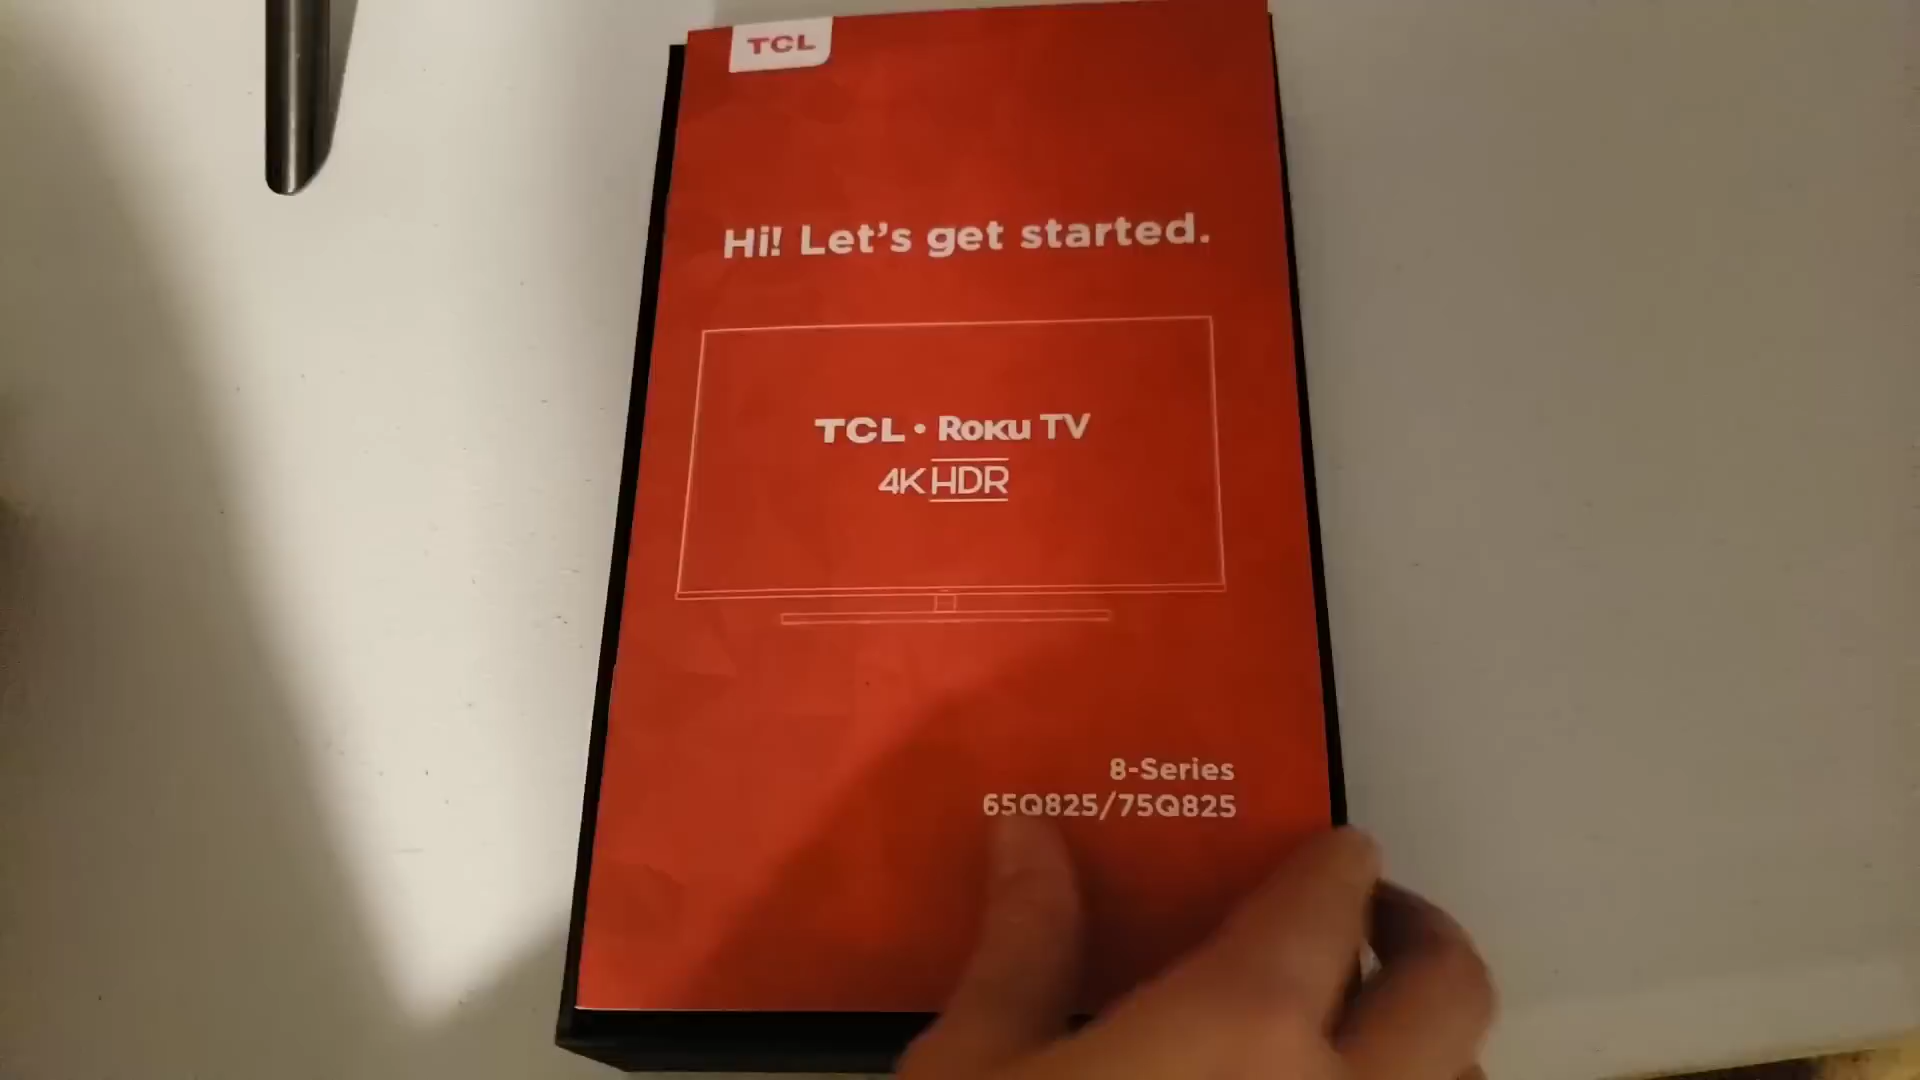 TCL
Hi! Let's get started.
TCL • Roku TV
4K HDR
8-Series
65Q825/75Q825